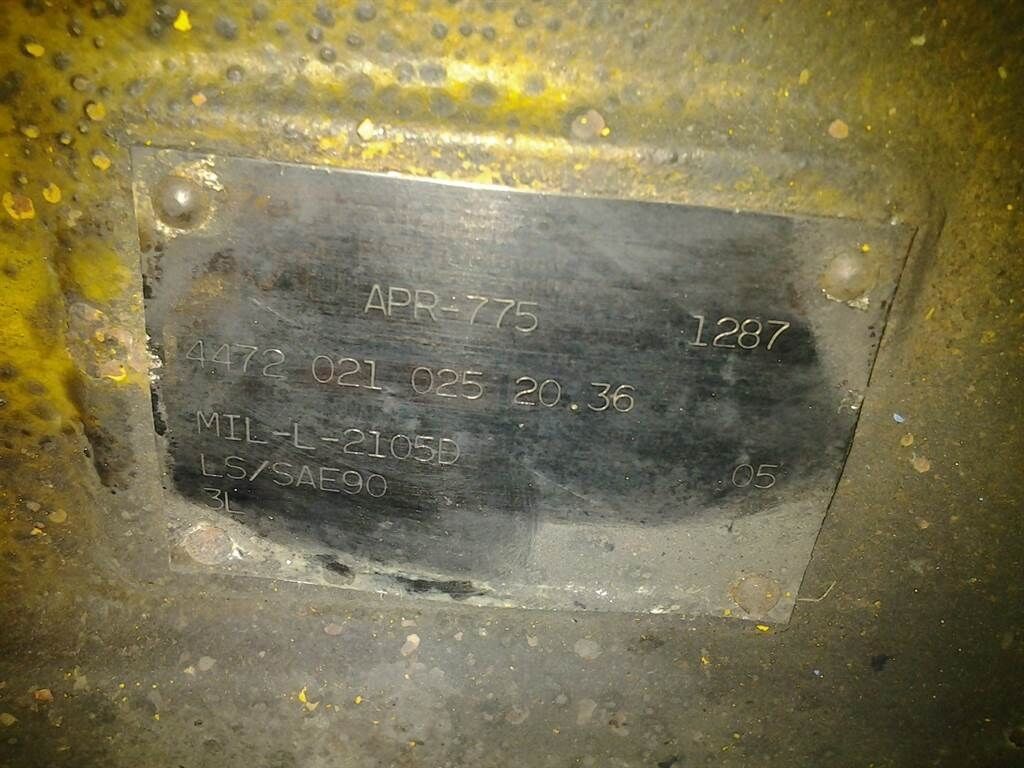 APR-775 1287
4472 021 025 20.36
MIL-L-2105D
LS/SAE90 05
3L